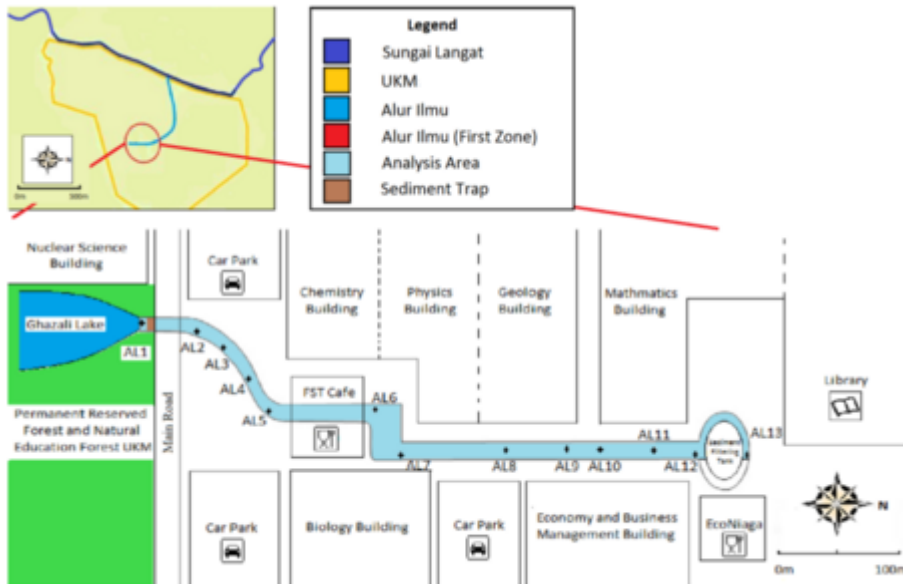 Legend
Sungai Langat
UKM
Alur Ilmu
Alur Ilmu (First Zone)
Analysis Area
Sediment Trap
N
0m 300m
Nuclear Science
Building
Car Park
Chemistry
Building
Physics
Building
Geology
Building
Mathmatics
Building
Ghazali Lake
AL1
AL2
AL3
AL4
AL5
FST Cafe
AL6
AL7
AL8
AL9
AL10
AL11
AL12
AL13
Library
Sediment
Filtering
Tank
Permanent Reserved
Forest and Natural
Education Forest UKM
Main Road
Car Park
Biology Building
Car Park
Economy and Business
Management Building
EcoNiaga
N
0m 100m